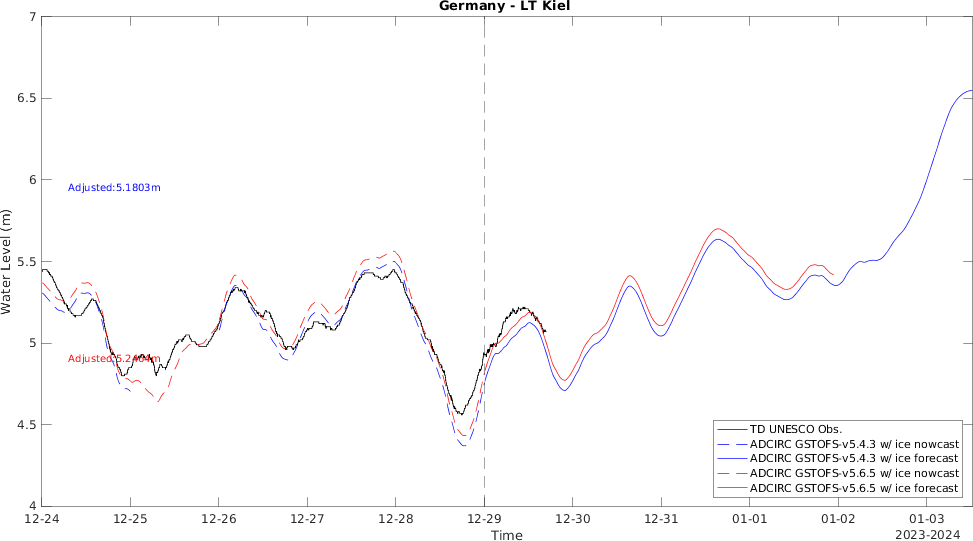 Germany - LT Kiel
7
6.5
6
5.5
5
4.5
4
Water Level (m)
Adjusted:5.1803m
Adjusted:5.2464m
TD UNESCO Obs.
ADCIRC GSTOFS-v5.4.3 w/ ice nowcast
ADCIRC GSTOFS-v5.4.3 w/ ice forecast
ADCIRC GSTOFS-v5.6.5 w/ ice nowcast
ADCIRC GSTOFS-v5.6.5 w/ ice forecast
12-24 12-25 12-26 12-27 12-28 12-29 12-30 12-31 01-01 01-02 01-03
Time
2023-2024